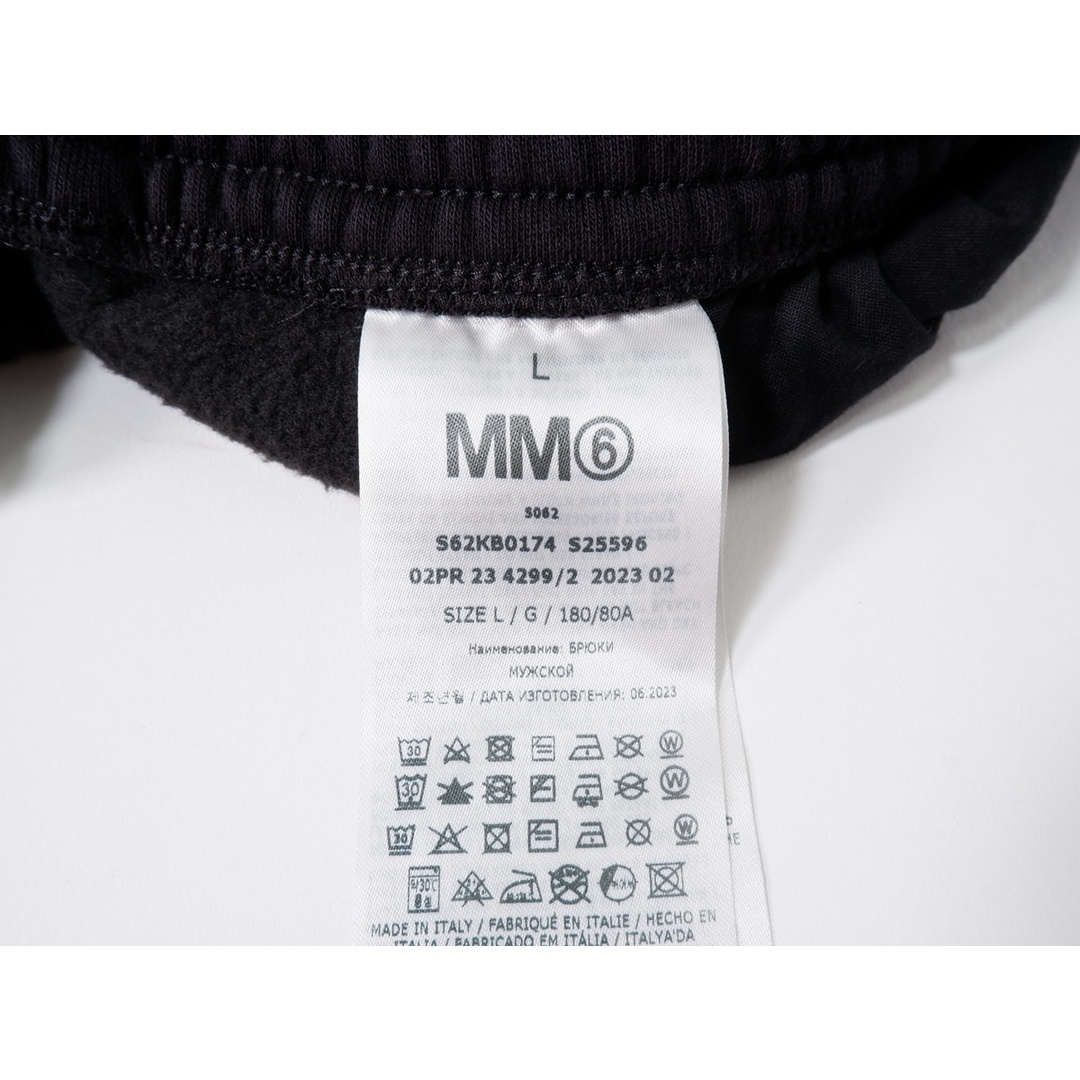 L
MM⑥
S062
S62KB0174 S25596
02PR 23 4299/2 2023 02
SIZE L / G / 180/80A
Наименование: БРЮКИ
МУЖСКОЙ
제조년월 / ДАТА ИЗГОТОВЛЕНИЯ: 06.2023
30 W
30 W
30 W
30°C
MADE IN ITALY / FABRIQUÉ EN ITALIE / HECHO EN
ITALIA / FABRICADO EM ITÁLIA / ITALYA'DA